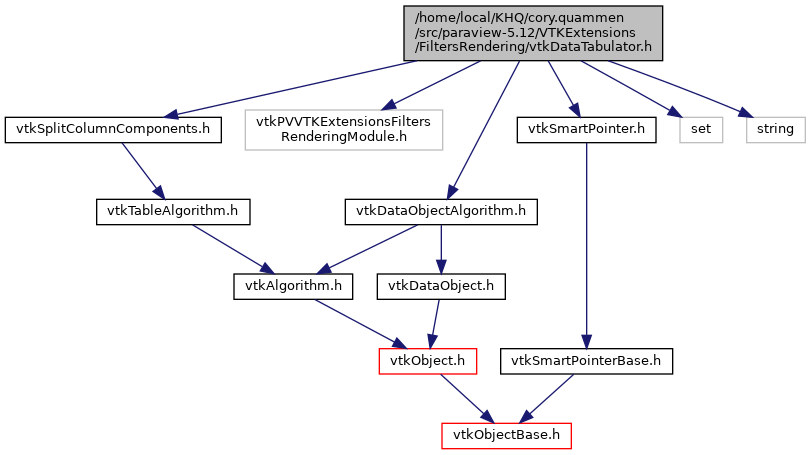 /home/local/KHQ/cory.quammen
/src/paraview-5.12/VTKExtensions
/FiltersRendering/vtkDataTabulator.h
vtkSplitColumnComponents.h
vtkPVVTKExtensionsFilters
RenderingModule.h
vtkSmartPointer.h
set
string
vtkTableAlgorithm.h
vtkDataObjectAlgorithm.h
vtkAlgorithm.h
vtkDataObject.h
vtkObject.h
vtkSmartPointerBase.h
vtkObjectBase.h